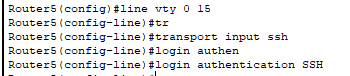 Router5(config)#line vty 0 15
Router5(config-line)#tr
Router5(config-line)#transport input ssh
Router5(config-line)#login authen
Router5(config-line)#login authentication SSH